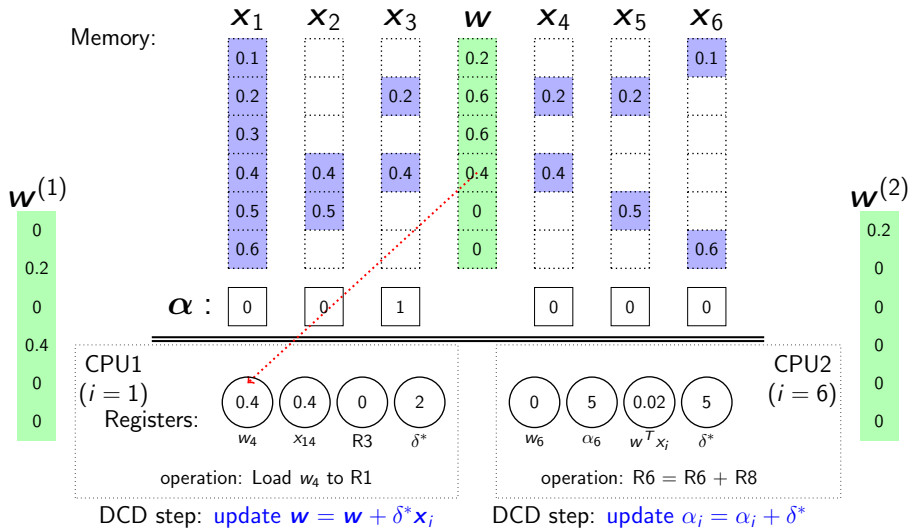 x₁ x₂ x₃ w x₄ x₅ x₆
Memory:
0.1 0.2 0.1
0.2 0.2 0.6 0.2 0.2
0.3 0.6
0.4 0.4 0.4 0.4 0.4
0.5 0.5 0 0.5
0.6 0 0.6
w⁽¹⁾
0
0.2
0
0.4
0
0
w⁽²⁾
0.2
0
0
0
0
0
α : 0 0 1 0 0 0
CPU1
(i = 1)
Registers:
0.4 0.4 0 2
w₄ x₁₄ R3 δ*
operation: Load w₄ to R1
CPU2
(i = 6)
0 5 0.02 5
w₆ α₆ wᵀxᵢ δ*
operation: R6 = R6 + R8
DCD step: update w = w + δ*xᵢ
DCD step: update αᵢ = αᵢ + δ*